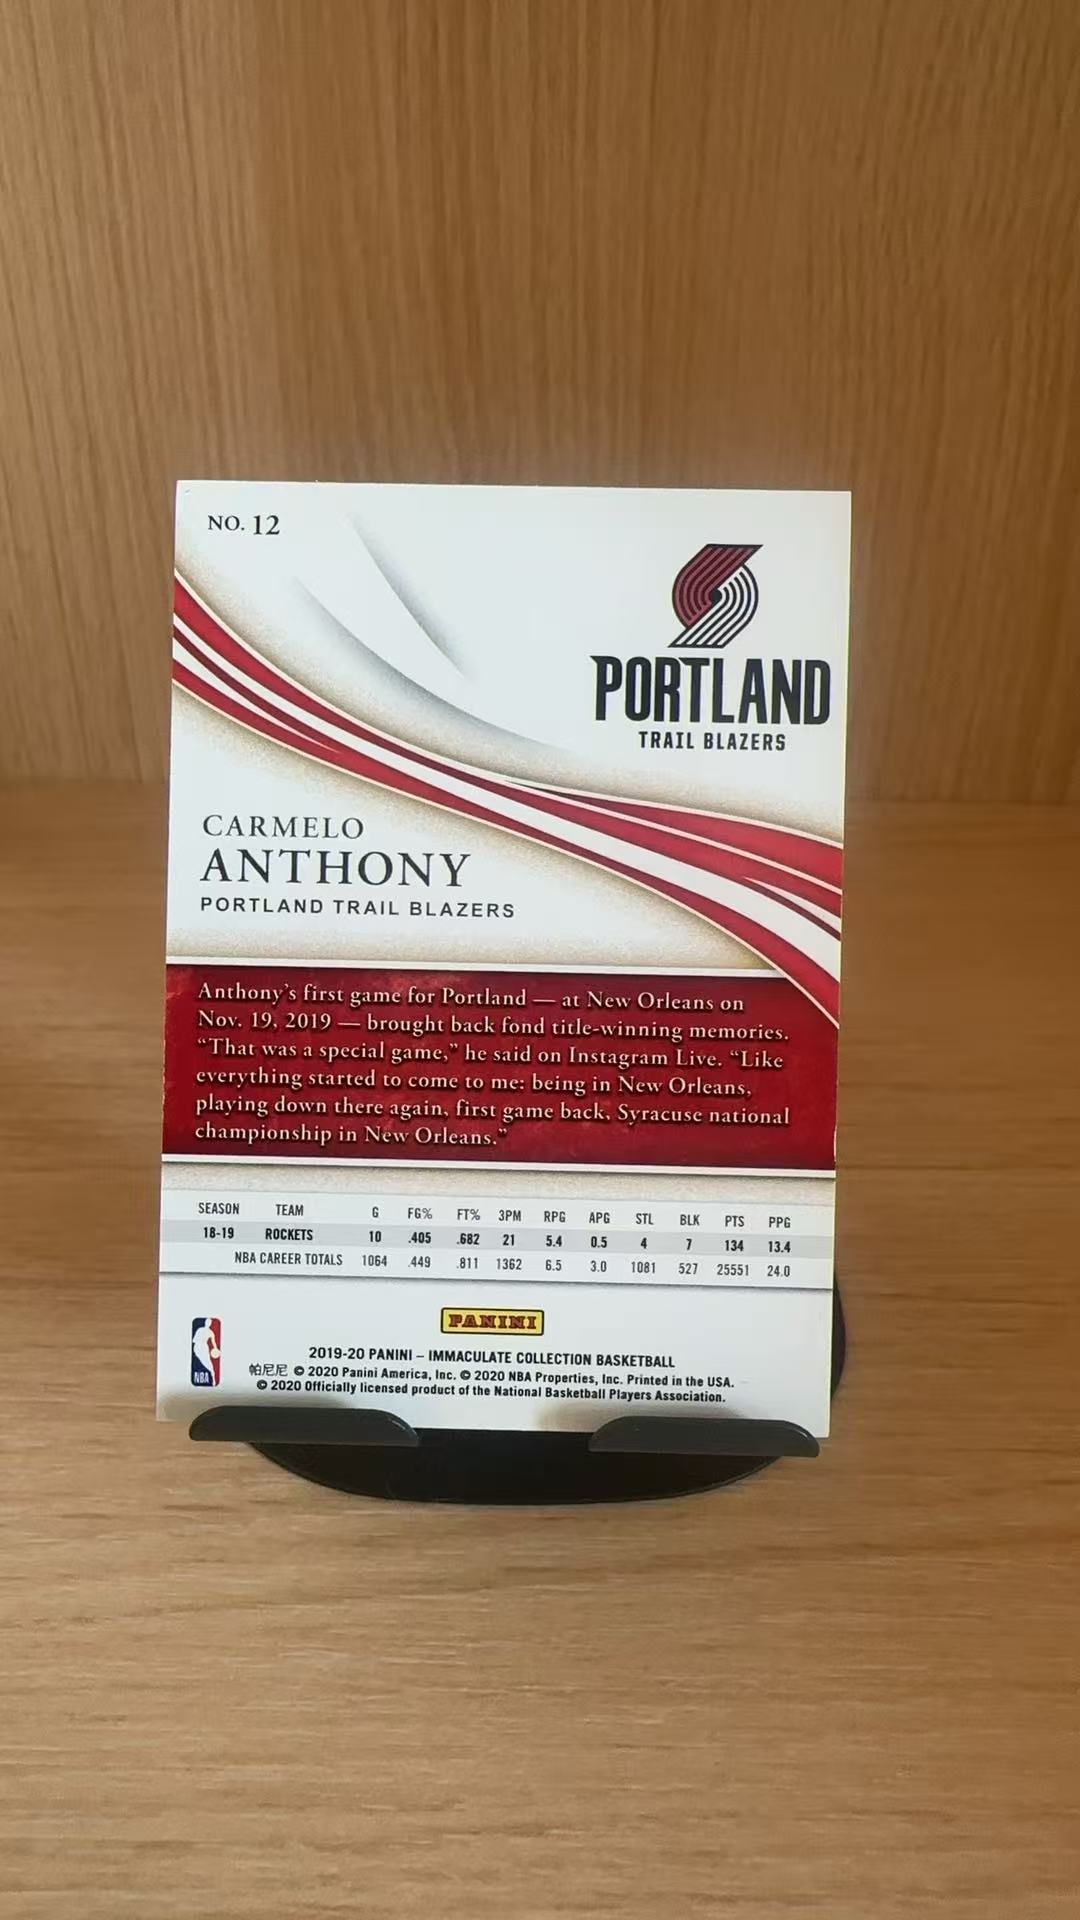 NO. 12
PORTLAND
TRAIL BLAZERS
CARMELO
ANTHONY
PORTLAND TRAIL BLAZERS
Anthony's first game for Portland — at New Orleans on
Nov. 19, 2019 — brought back fond title-winning memories.
“That was a special game,” he said on Instagram Live. “Like
everything started to come to me: being in New Orleans,
playing down there again, first game back, Syracuse national
championship in New Orleans.”
SEASON TEAM G FG% FT% 3PM RPG APG STL BLK PTS PPG
18-19 ROCKETS 10 .405 .682 21 5.4 0.5 4 7 134 13.4
NBA CAREER TOTALS 1064 .449 .811 1362 6.5 3.0 1081 527 25551 24.0
PANINI
NBA
2019-20 PANINI – IMMACULATE COLLECTION BASKETBALL
帕尼尼 © 2020 Panini America, Inc. © 2020 NBA Properties, Inc. Printed in the USA.
© 2020 Officially licensed product of the National Basketball Players Association.